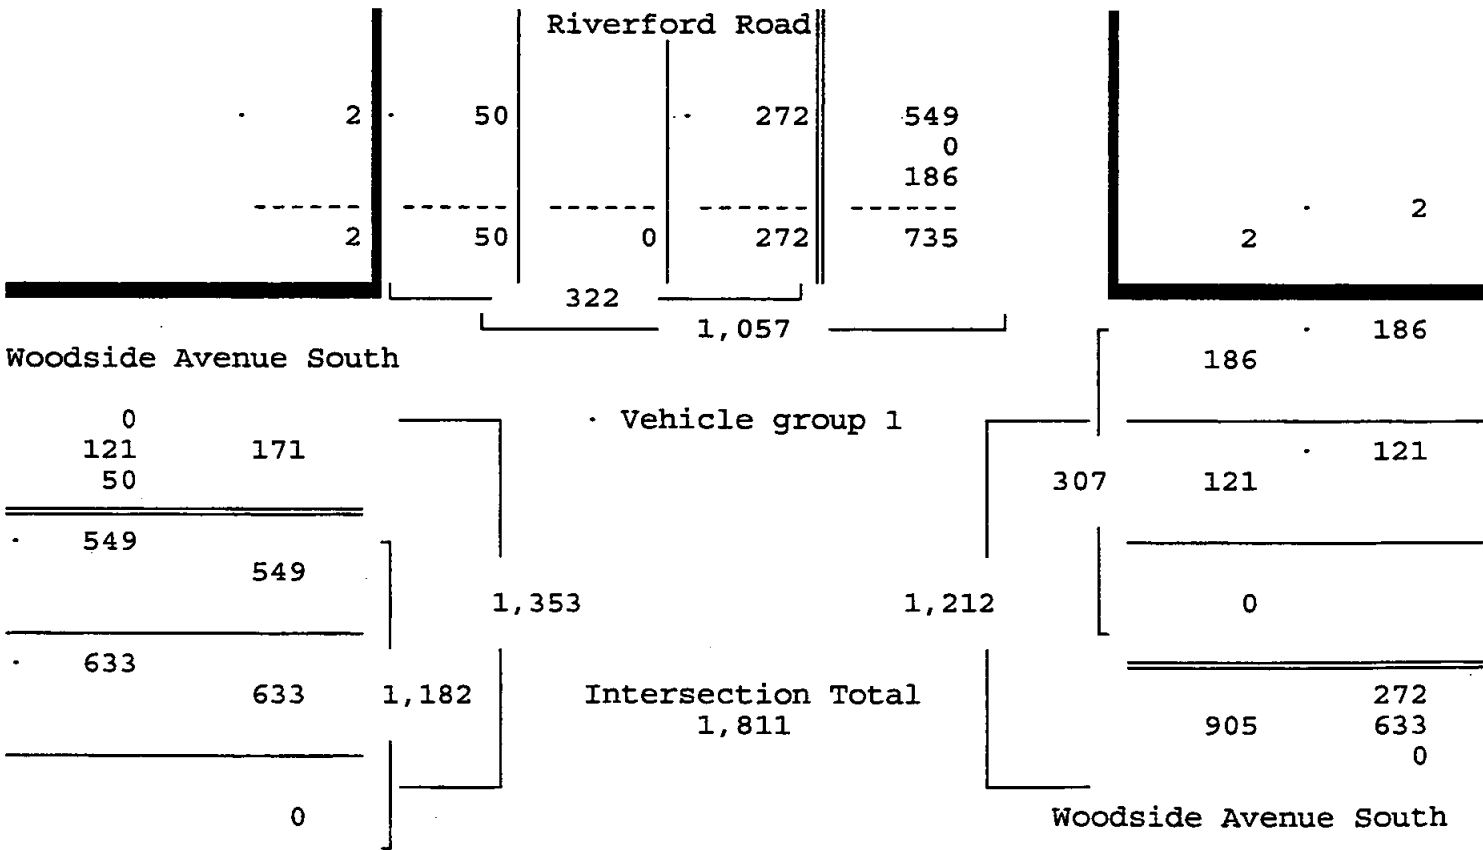 Riverford Road
2 50 272 549
0
186
------ ------ ------ ------ ------ 2
2 50 0 272 735 2
322
1,057 186
Woodside Avenue South 186
0 Vehicle group 1
121 171 121
50 307 121
549
549
1,353 1,212 0
633
633 1,182 Intersection Total 272
1,811 905 633
0
0 Woodside Avenue South